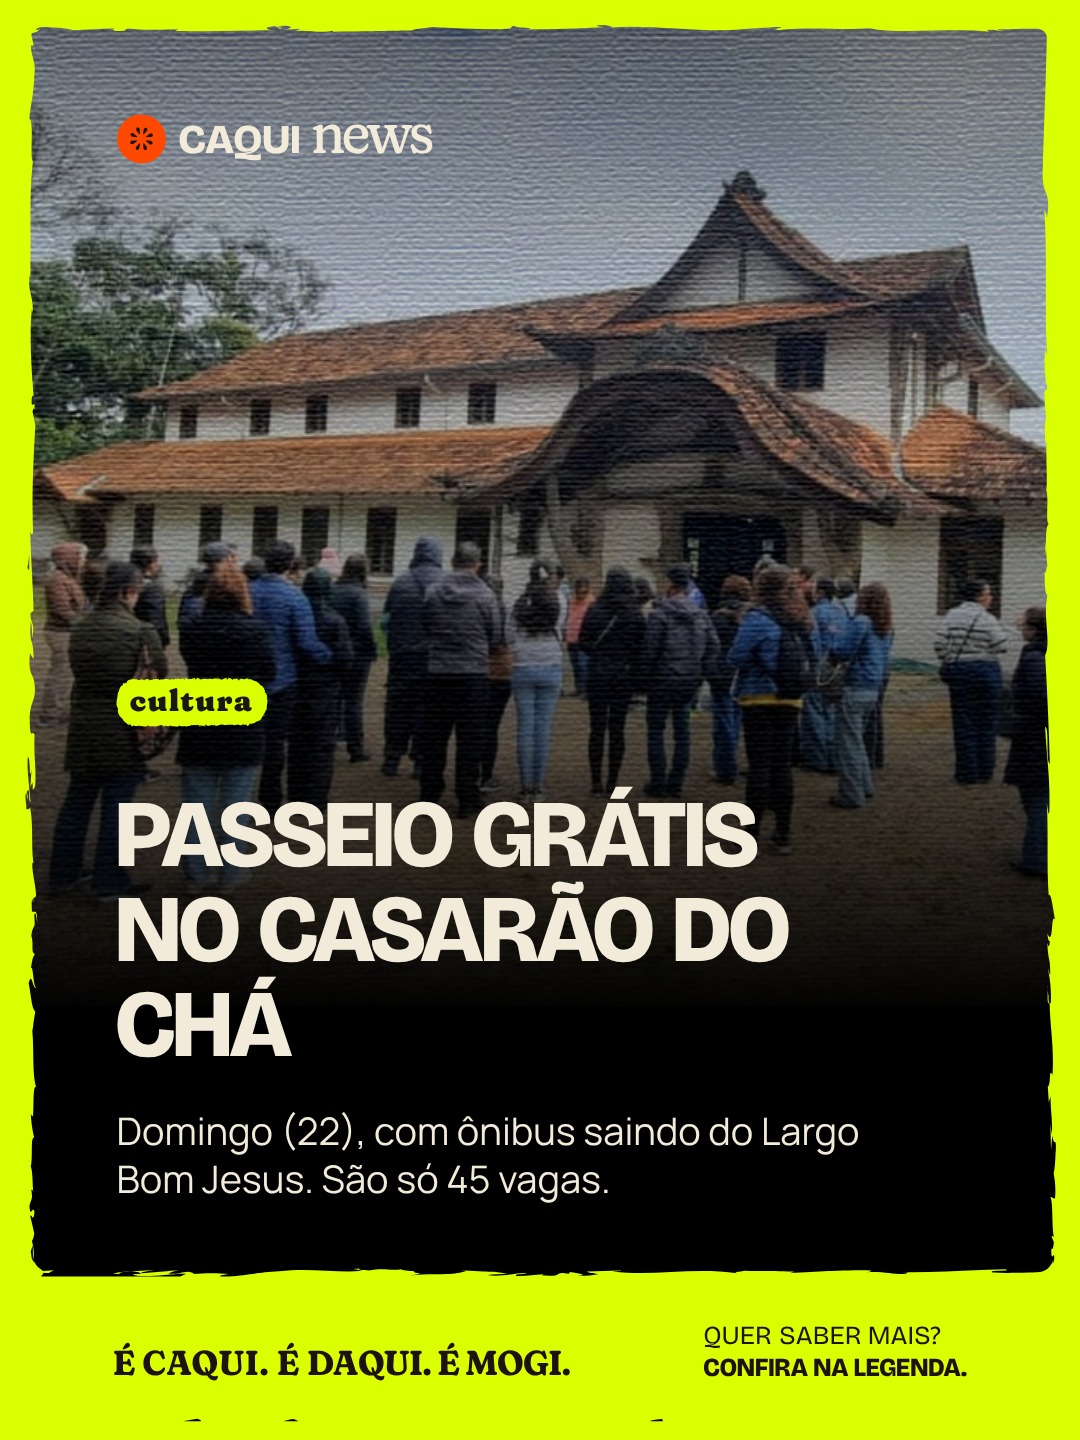 CAQUI news
cultura
PASSEIO GRÁTIS
NO CASARÃO DO
CHÁ
Domingo (22), com ônibus saindo do Largo
Bom Jesus. São só 45 vagas.
É CAQUI. É DAQUI. É MOGI.
QUER SABER MAIS?
CONFIRA NA LEGENDA.